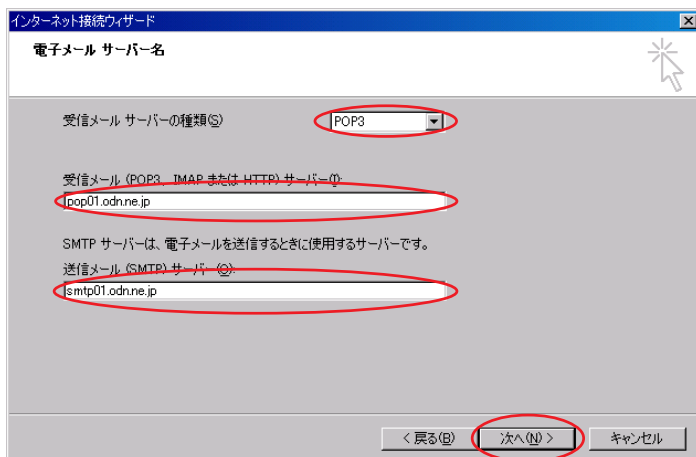 インターネット接続ウィザード
電子メール サーバー名
受信メール サーバーの種類(S)
POP3
受信メール (POP3、IMAP または HTTP) サーバー(I):
pop01.odn.ne.jp
SMTP サーバーは、電子メールを送信するときに使用するサーバーです。
送信メール (SMTP) サーバー(O):
smtp01.odn.ne.jp
< 戻る(B) 次へ(N) > キャンセル